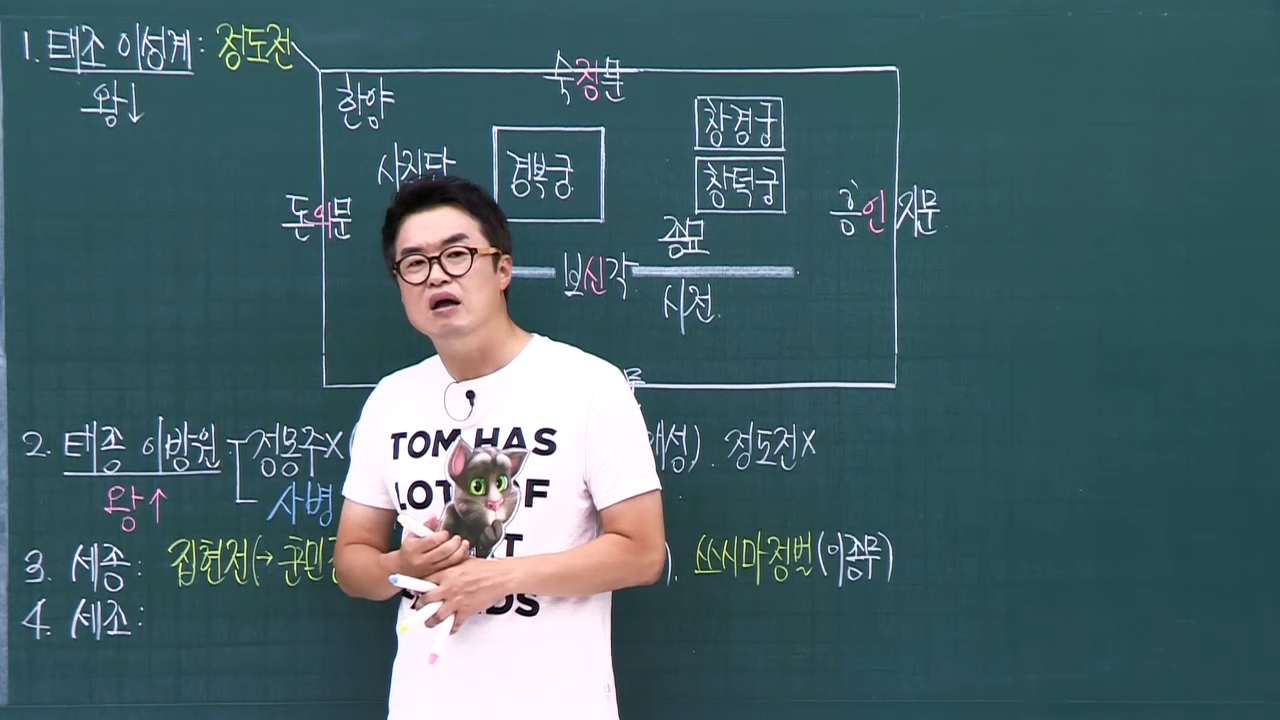 1. 태조 이성계 : 정도전
왕↓
한양
숙정문
창경궁
사직단
경복궁
창덕궁
돈의문
흥인지문
종묘
보신각
시전
문
2. 태종 이방원 정몽주X ( 개성). 정도전X
왕↑
사병
3. 세종 : 집현전(→군민 ). 쓰시마정벌(이종무)
4. 세조 :
TOM HAS
LOT OF